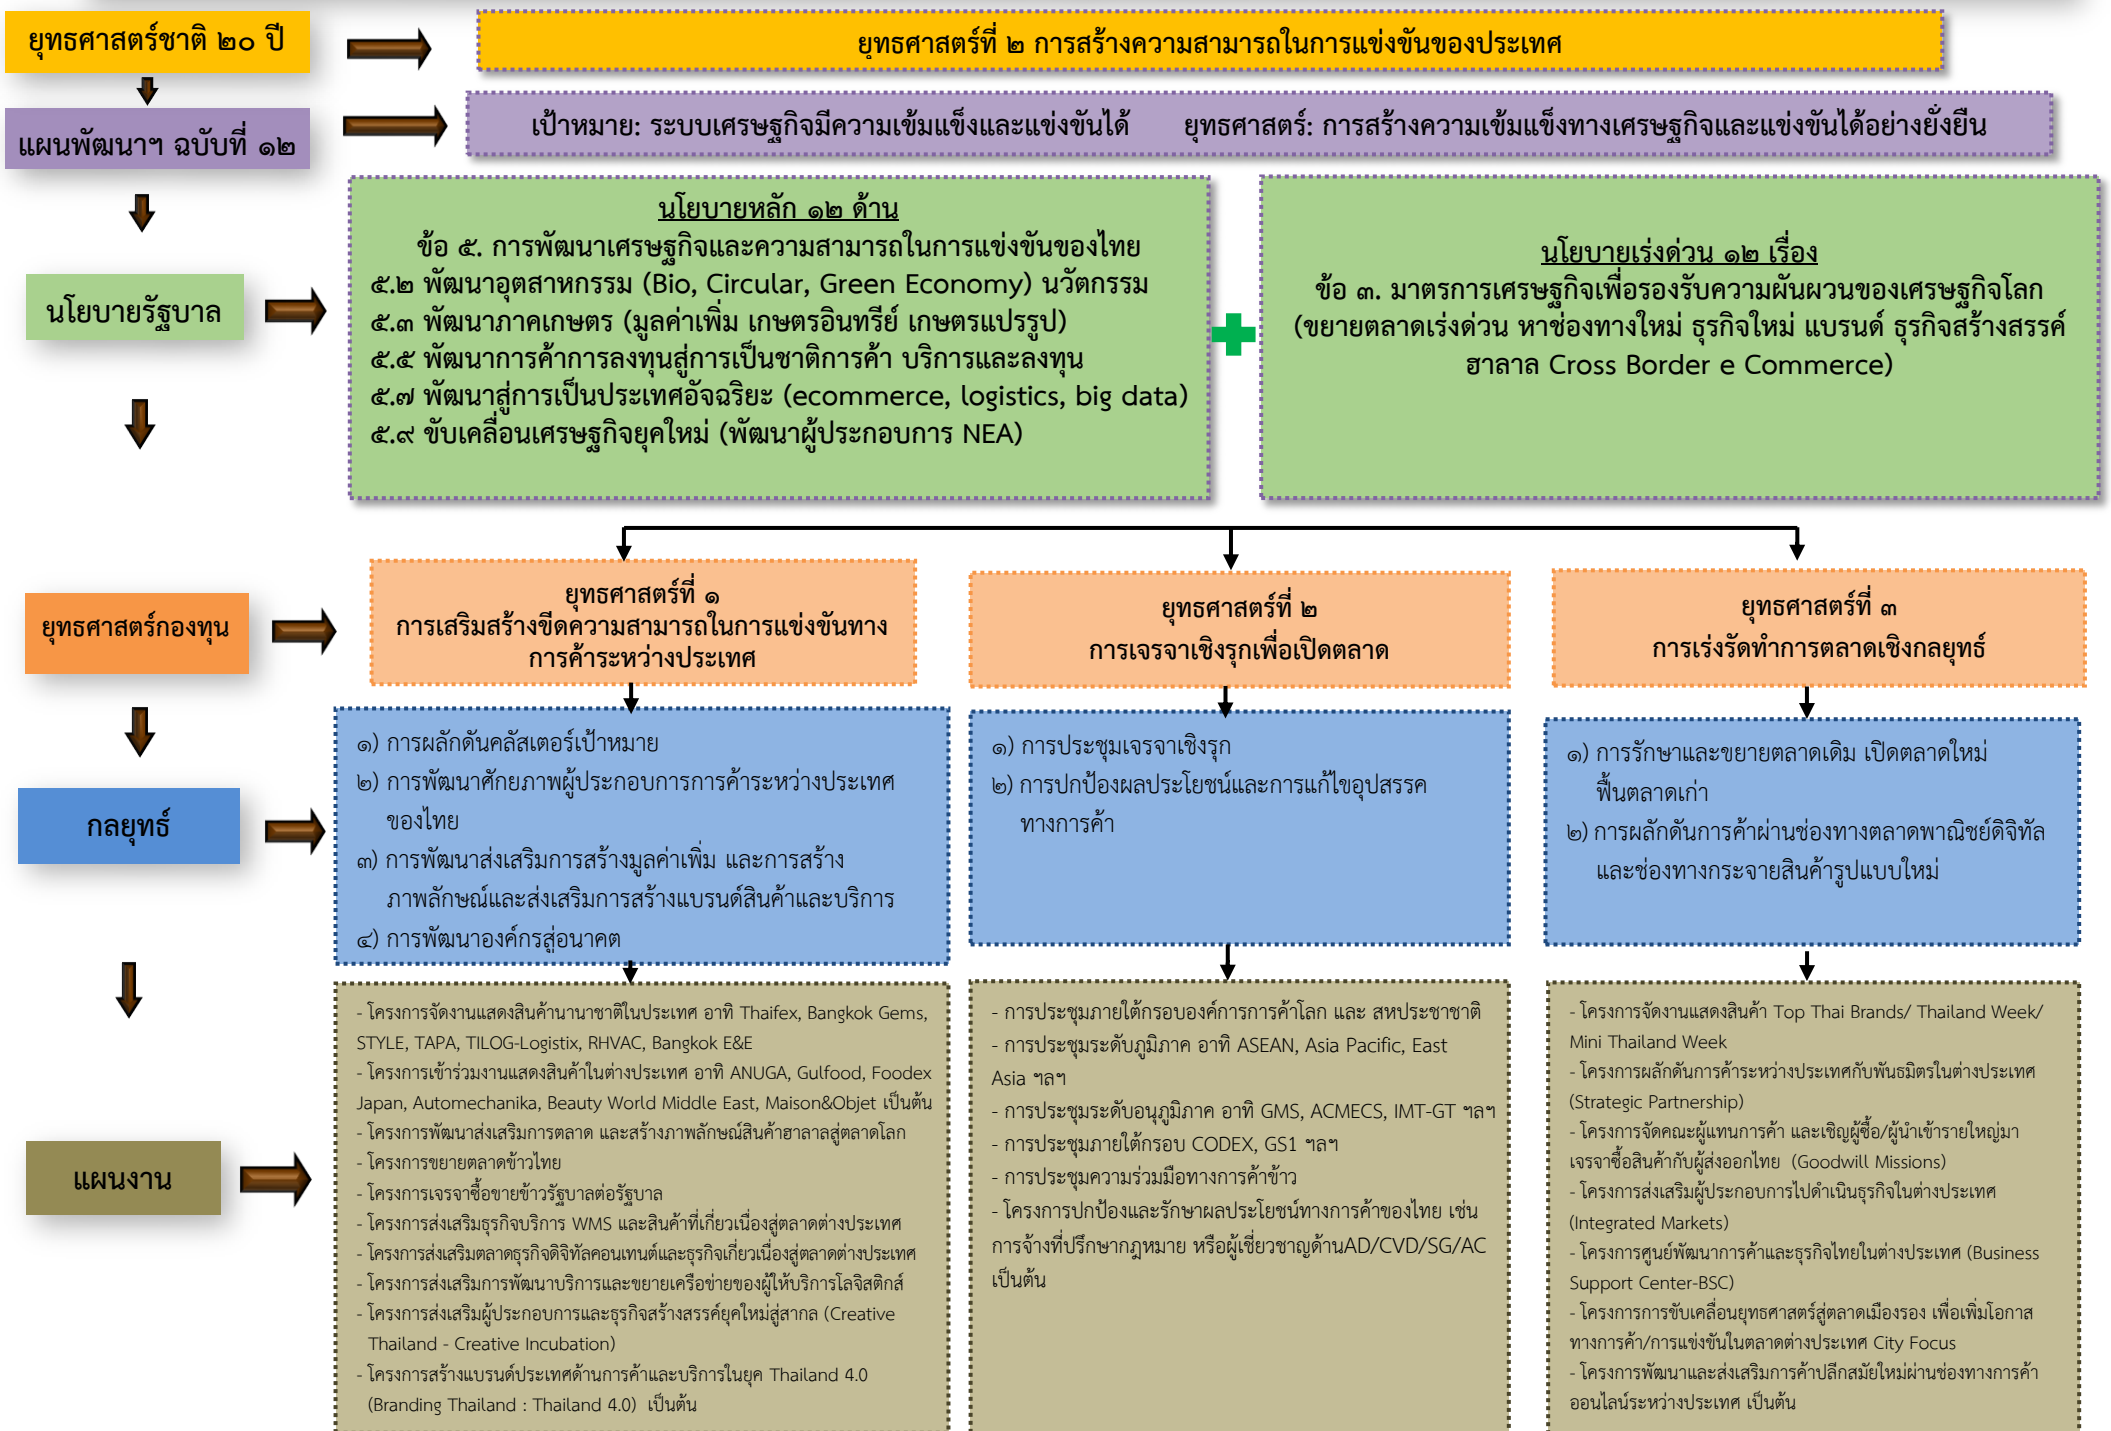 ยุทธศาสตร์ชาติ ๒๐ ปี
ยุทธศาสตร์ที่ ๒ การสร้างความสามารถในการแข่งขันของประเทศ
แผนพัฒนาฯ ฉบับที่ ๑๒
เป้าหมาย: ระบบเศรษฐกิจมีความเข้มแข็งและแข่งขันได้ ยุทธศาสตร์: การสร้างความเข้มแข็งทางเศรษฐกิจและแข่งขันได้อย่างยั่งยืน
นโยบายรัฐบาล
นโยบายหลัก ๑๒ ด้าน
ข้อ ๕. การพัฒนาเศรษฐกิจและความสามารถในการแข่งขันของไทย
๕.๒ พัฒนาอุตสาหกรรม (Bio, Circular, Green Economy) นวัตกรรม
๕.๓ พัฒนาภาคเกษตร (มูลค่าเพิ่ม เกษตรอินทรีย์ เกษตรแปรรูป)
๕.๕ พัฒนาการค้าการลงทุนสู่การเป็นชาติการค้า บริการและลงทุน
๕.๗ พัฒนาสู่การเป็นประเทศอัจฉริยะ (ecommerce, logistics, big data)
๕.๙ ขับเคลื่อนเศรษฐกิจยุคใหม่ (พัฒนาผู้ประกอบการ NEA)
นโยบายเร่งด่วน ๑๒ เรื่อง
ข้อ ๓. มาตรการเศรษฐกิจเพื่อรองรับความผันผวนของเศรษฐกิจโลก
(ขยายตลาดเร่งด่วน หาช่องทางใหม่ ธุรกิจใหม่ แบรนด์ ธุรกิจสร้างสรรค์
ฮาลาล Cross Border e Commerce)
ยุทธศาสตร์กองทุน
ยุทธศาสตร์ที่ ๑
การเสริมสร้างขีดความสามารถในการแข่งขันทาง
การค้าระหว่างประเทศ
ยุทธศาสตร์ที่ ๒
การเจรจาเชิงรุกเพื่อเปิดตลาด
ยุทธศาสตร์ที่ ๓
การเร่งรัดทำการตลาดเชิงกลยุทธ์
กลยุทธ์
๑) การผลักดันคลัสเตอร์เป้าหมาย
๒) การพัฒนาศักยภาพผู้ประกอบการการค้าระหว่างประเทศ
ของไทย
๓) การพัฒนาส่งเสริมการสร้างมูลค่าเพิ่ม และการสร้าง
ภาพลักษณ์และส่งเสริมการสร้างแบรนด์สินค้าและบริการ
๔) การพัฒนาองค์กรสู่อนาคต
๑) การประชุมเจรจาเชิงรุก
๒) การปกป้องผลประโยชน์และการแก้ไขอุปสรรค
ทางการค้า
๑) การรักษาและขยายตลาดเดิม เปิดตลาดใหม่
ฟื้นตลาดเก่า
๒) การผลักดันการค้าผ่านช่องทางตลาดพาณิชย์ดิจิทัล
และช่องทางกระจายสินค้ารูปแบบใหม่
แผนงาน
- โครงการจัดงานแสดงสินค้านานาชาติในประเทศ อาทิ Thaifex, Bangkok Gems,
STYLE, TAPA, TILOG-Logistix, RHVAC, Bangkok E&E
- โครงการเข้าร่วมงานแสดงสินค้าในต่างประเทศ อาทิ ANUGA, Gulfood, Foodex
Japan, Automechanika, Beauty World Middle East, Maison&Objet เป็นต้น
- โครงการพัฒนาส่งเสริมการตลาด และสร้างภาพลักษณ์สินค้าฮาลาลสู่ตลาดโลก
- โครงการขยายตลาดข้าวไทย
- โครงการเจรจาซื้อขายข้าวรัฐบาลต่อรัฐบาล
- โครงการส่งเสริมธุรกิจบริการ WMS และสินค้าที่เกี่ยวเนื่องสู่ตลาดต่างประเทศ
- โครงการส่งเสริมตลาดธุรกิจดิจิทัลคอนเทนต์และธุรกิจเกี่ยวเนื่องสู่ตลาดต่างประเทศ
- โครงการส่งเสริมการพัฒนาบริการและขยายเครือข่ายของผู้ให้บริการโลจิสติกส์
- โครงการส่งเสริมผู้ประกอบการและธุรกิจสร้างสรรค์ยุคใหม่สู่สากล (Creative
Thailand - Creative Incubation)
- โครงการสร้างแบรนด์ประเทศด้านการค้าและบริการในยุค Thailand 4.0
(Branding Thailand : Thailand 4.0) เป็นต้น
- การประชุมภายใต้กรอบองค์การการค้าโลก และ สหประชาชาติ
- การประชุมระดับภูมิภาค อาทิ ASEAN, Asia Pacific, East
Asia ฯลฯ
- การประชุมระดับอนุภูมิภาค อาทิ GMS, ACMECS, IMT-GT ฯลฯ
- การประชุมภายใต้กรอบ CODEX, GS1 ฯลฯ
- การประชุมความร่วมมือทางการค้าข้าว
- โครงการปกป้องและรักษาผลประโยชน์ทางการค้าของไทย เช่น
การจ้างที่ปรึกษากฎหมาย หรือผู้เชี่ยวชาญด้านAD/CVD/SG/AC
เป็นต้น
- โครงการจัดงานแสดงสินค้า Top Thai Brands/ Thailand Week/
Mini Thailand Week
- โครงการผลักดันการค้าระหว่างประเทศกับพันธมิตรในต่างประเทศ
(Strategic Partnership)
- โครงการจัดคณะผู้แทนการค้า และเชิญผู้ซื้อ/ผู้นำเข้ารายใหญ่มา
เจรจาซื้อสินค้ากับผู้ส่งออกไทย (Goodwill Missions)
- โครงการส่งเสริมผู้ประกอบการไปดำเนินธุรกิจในต่างประเทศ
(Integrated Markets)
- โครงการศูนย์พัฒนาการค้าและธุรกิจไทยในต่างประเทศ (Business
Support Center-BSC)
- โครงการการขับเคลื่อนยุทธศาสตร์สู่ตลาดเมืองรอง เพื่อเพิ่มโอกาส
ทางการค้า/การแข่งขันในตลาดต่างประเทศ City Focus
- โครงการพัฒนาและส่งเสริมการค้าปลีกสมัยใหม่ผ่านช่องทางการค้า
ออนไลน์ระหว่างประเทศ เป็นต้น